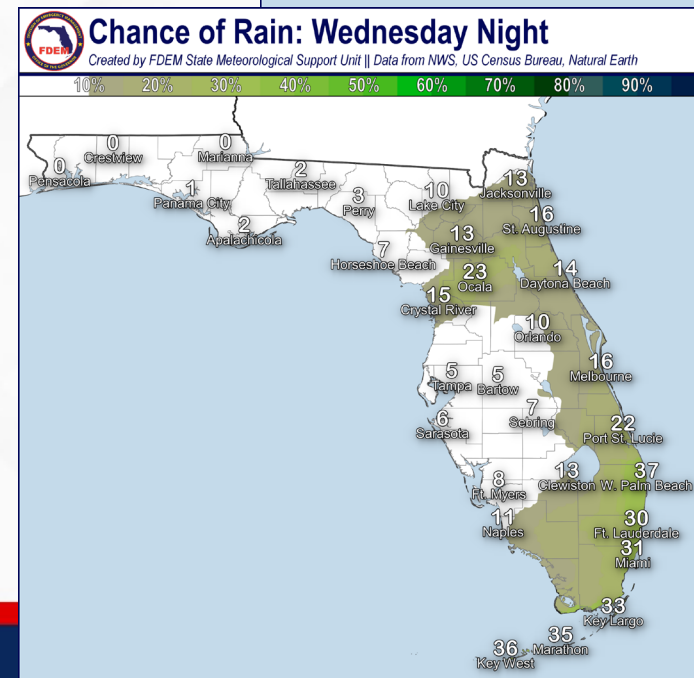 FDEM
Chance of Rain: Wednesday Night
Created by FDEM State Meteorological Support Unit || Data from NWS, US Census Bureau, Natural Earth
10% 20% 30% 40% 50% 60% 70% 80% 90%
0
Crestview
0
Marianna
0
Pensacola
2
Tallahassee
1
Panama City
3
Perry
10
Lake City
13
Jacksonville
2
Apalachicola
16
St. Augustine
13
Gainesville
7
Horseshoe Beach
23
Ocala
14
Daytona Beach
15
Crystal River
10
Orlando
5
Tampa
5
Bartow
16
Melbourne
6
Sarasota
7
Sebring
22
Port St. Lucie
8
Ft. Myers
13
Clewiston
37
W. Palm Beach
11
Naples
30
Ft. Lauderdale
31
Miami
33
Key Largo
35
Marathon
36
Key West